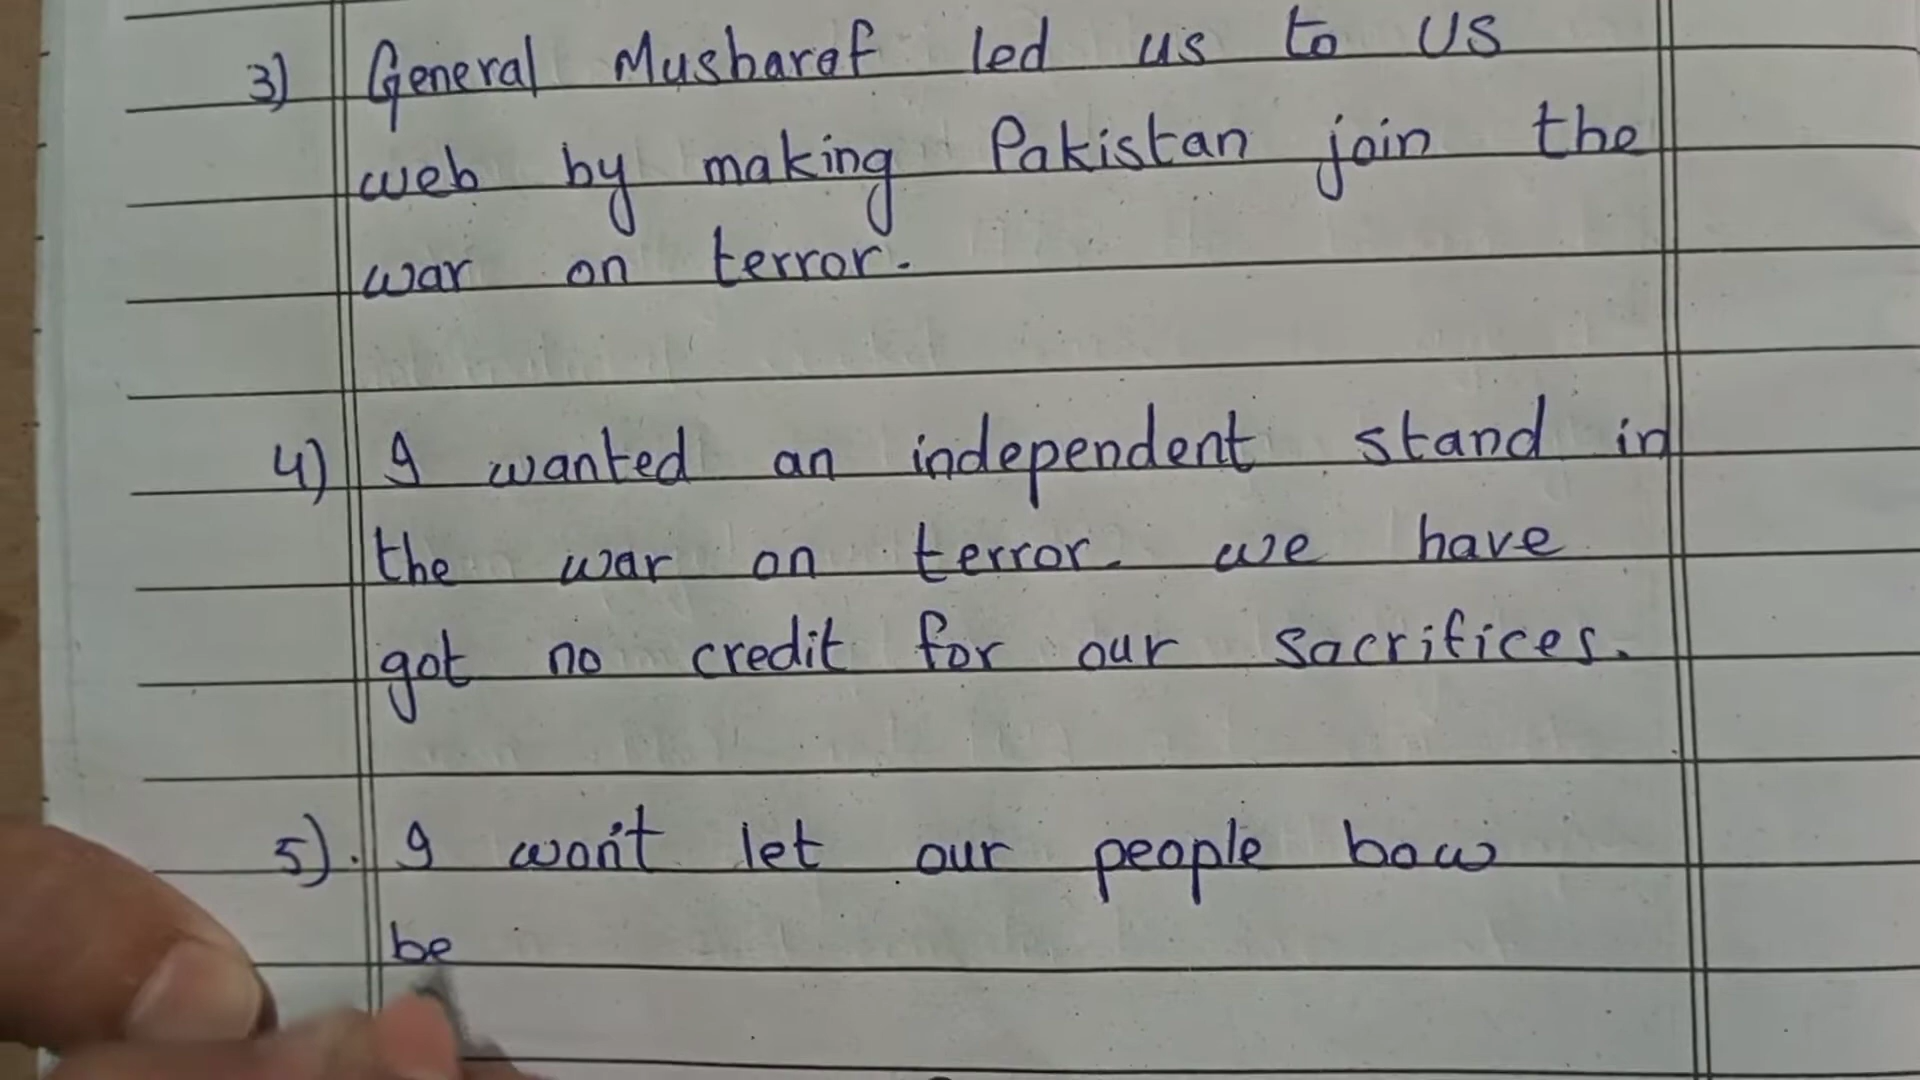 3) General Musharaf led us to US
web by making Pakistan join the
war on terror.
4) I wanted an independent stand in
the war on terror. we have
got no credit for our sacrifices.
5). I won't let our people bow
be